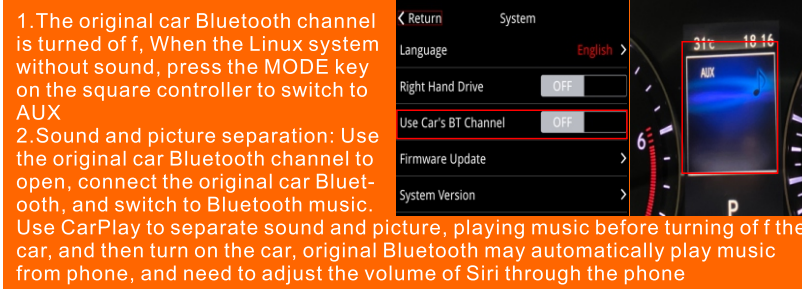 1.The original car Bluetooth channel
is turned of f, When the Linux system
without sound, press the MODE key
on the square controller to switch to
AUX
2.Sound and picture separation: Use
the original car Bluetooth channel to
open, connect the original car Bluet-
ooth, and switch to Bluetooth music.
Use CarPlay to separate sound and picture, playing music before turning of f the
car, and then turn on the car, original Bluetooth may automatically play music
from phone, and need to adjust the volume of Siri through the phone
Return System
Language English
Right Hand Drive OFF
Use Car's BT Channel OFF
Firmware Update
System Version
31℃ 18 16
AUX
6
P